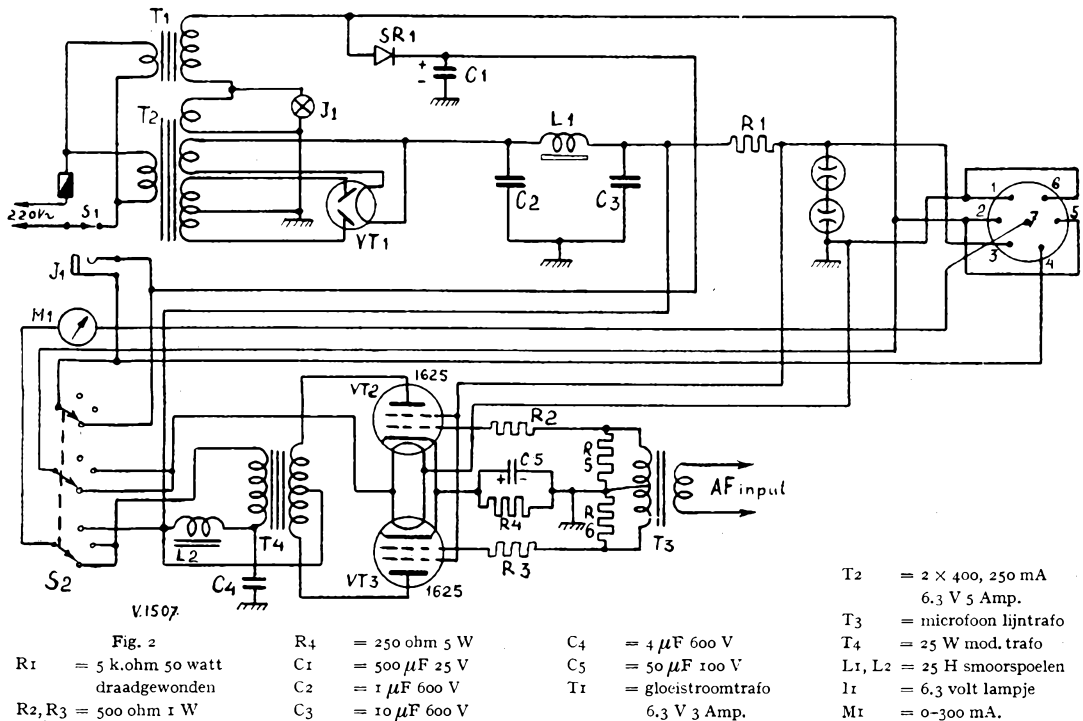 T1
SR1
+
-
C1
T2
J1
L1
R1
C2
C3
220V~
S1
VT1
1
6
2
7
5
3
4
J1
M1
VT2
1625
R2
R5
C5
+
-
AF input
R4
R6
T4
T3
L2
R3
S2
C4
VT3
1625
V.1507.
Fig. 2
R1 = 5 k.ohm 50 watt
draadgewonden
R2, R3 = 500 ohm 1 W
R4 = 250 ohm 5 W
C1 = 500 µF 25 V
C2 = 1 µF 600 V
C3 = 10 µF 600 V
C4 = 4 µF 600 V
C5 = 50 µF 100 V
T1 = gloeistroomtrafo
6.3 V 3 Amp.
T2 = 2 × 400, 250 mA
6.3 V 5 Amp.
T3 = microfoon lijntrafo
T4 = 25 W mod. trafo
L1, L2 = 25 H smoorspoelen
l1 = 6.3 volt lampje
M1 = 0-300 mA.